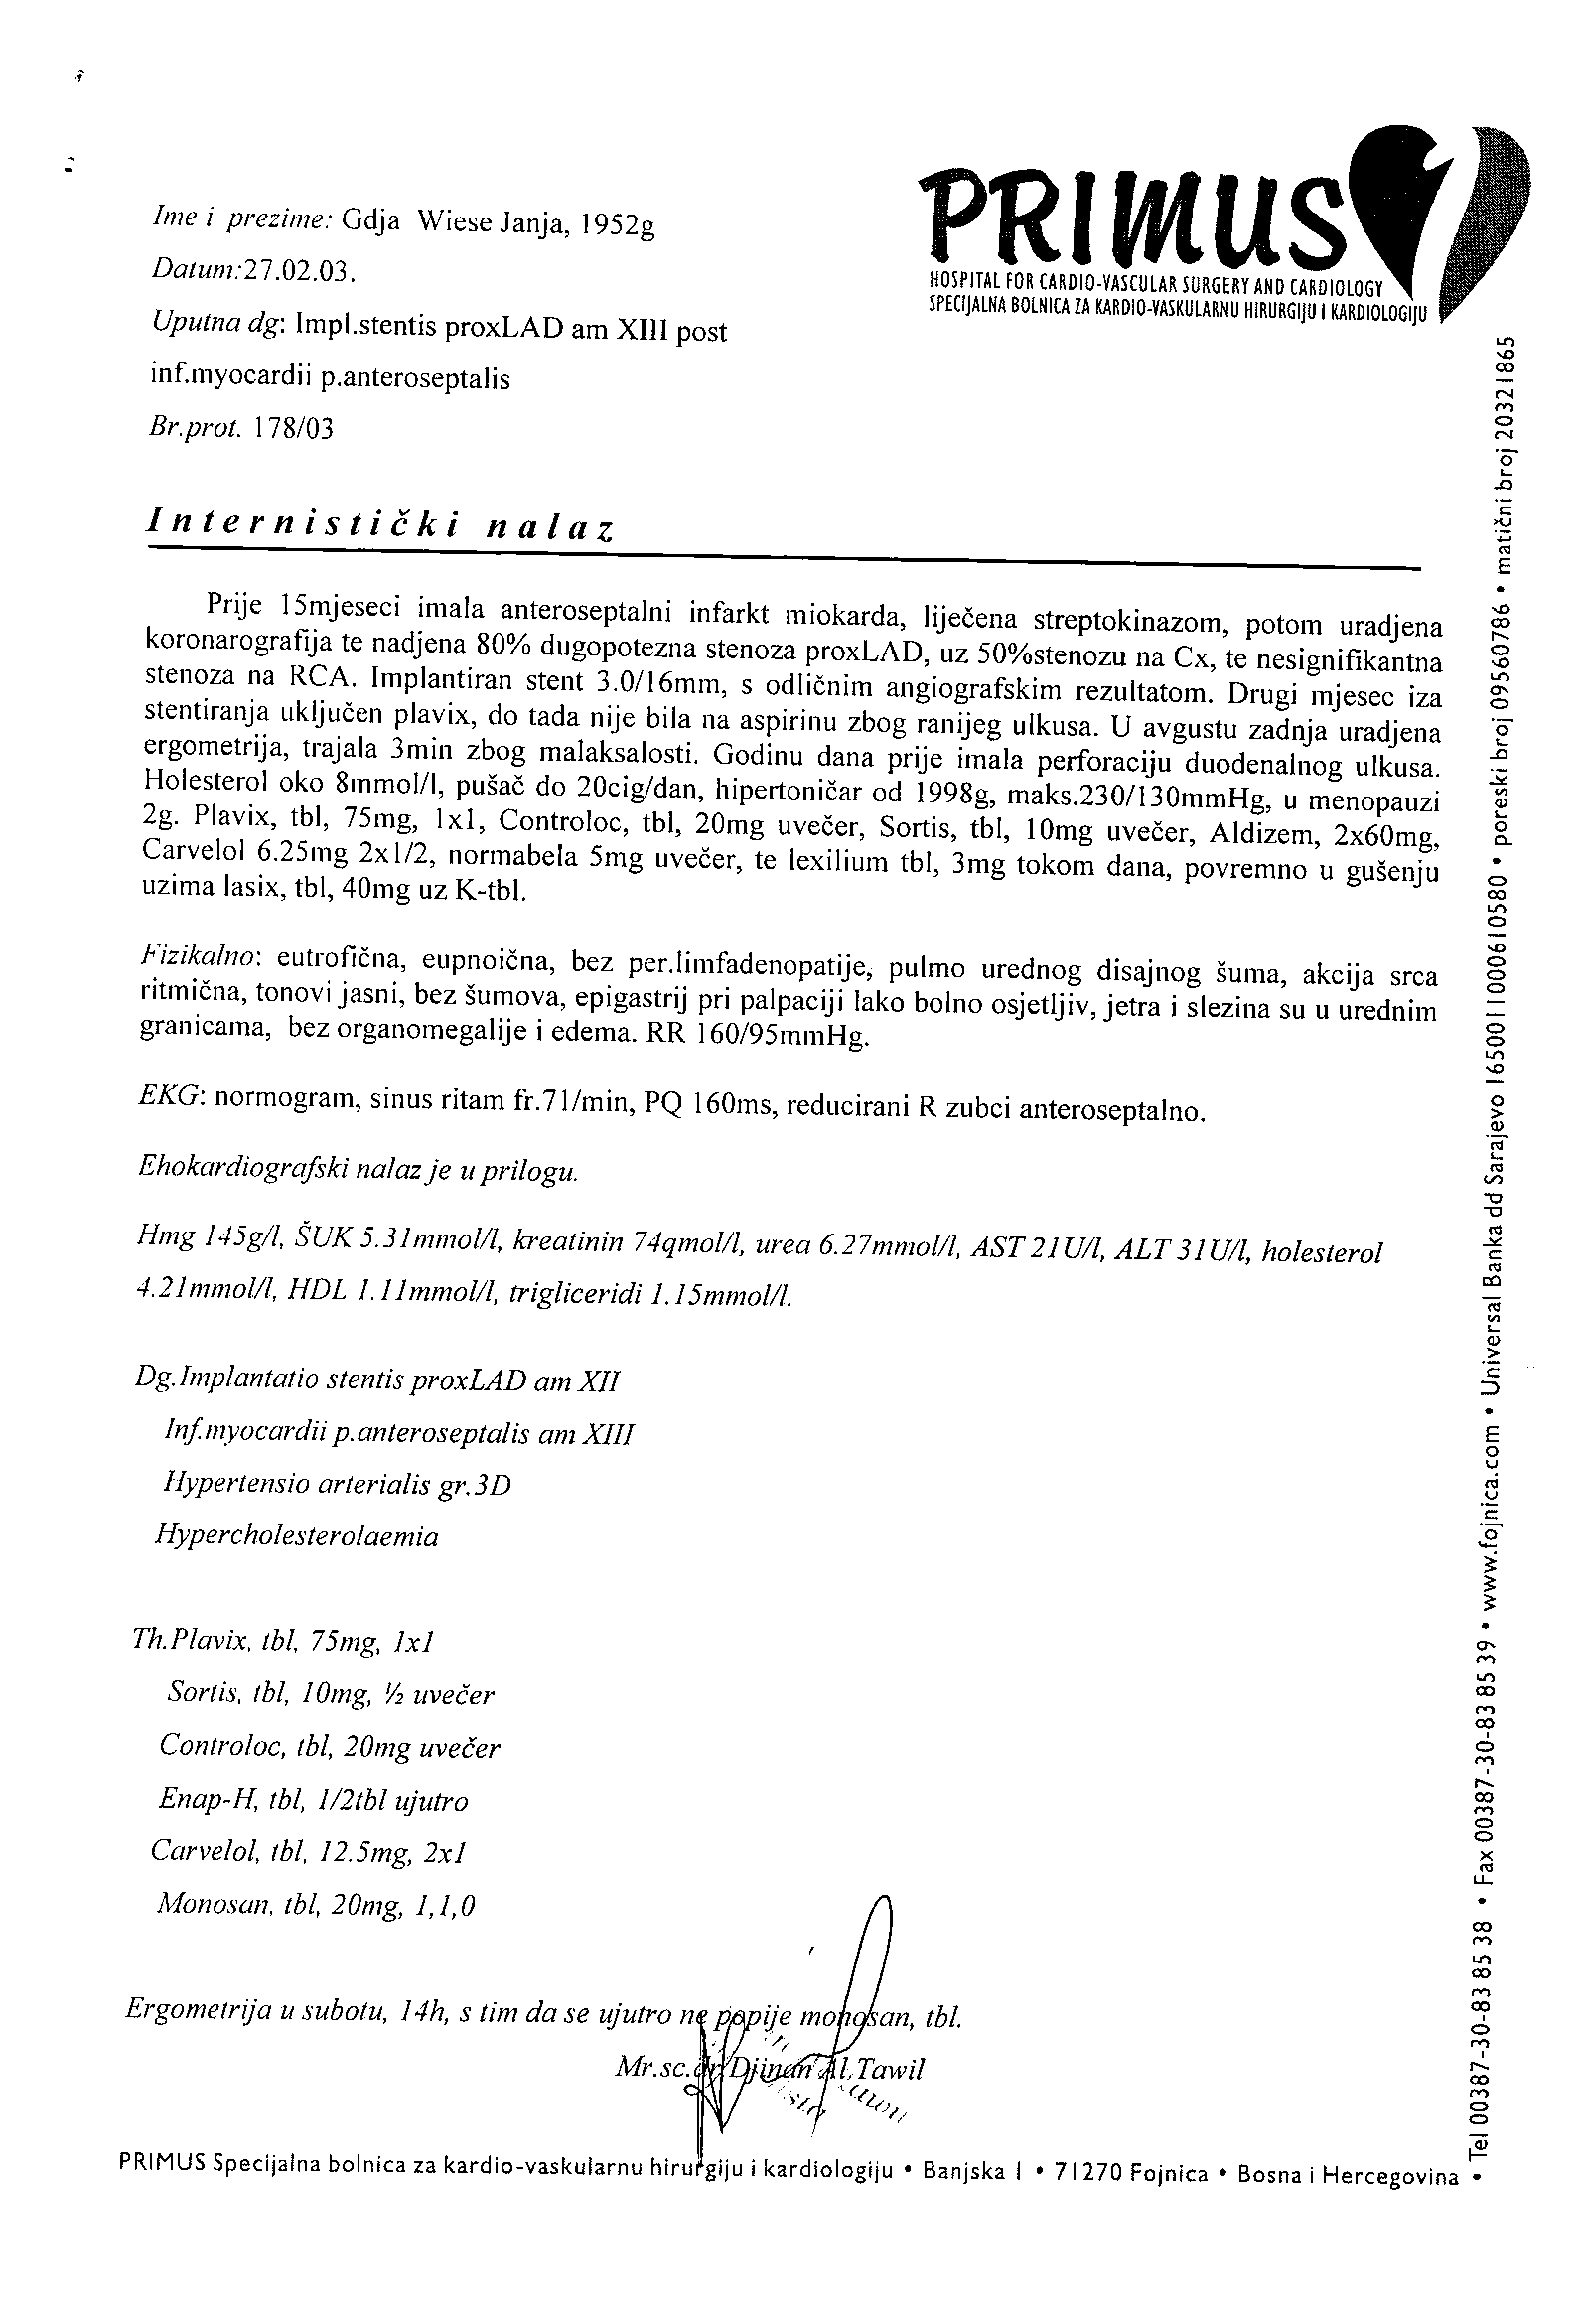 Ime i prezime: Gdja Wiese Janja, 1952g
Datum:27.02.03.
Uputna dg: Impl.stentis proxLAD am XIII post
inf.myocardii p.anteroseptalis
Br.prot. 178/03
PRIMUS
HOSPITAL FOR CARDIO-VASCULAR SURGERY AND CARDIOLOGY
SPECIJALNA BOLNICA ZA KARDIO-VASKULARNU HIRURGIJU I KARDIOLOGIJU
Internistički nalaz
Prije 15mjeseci imala anteroseptalni infarkt miokarda, liječena streptokinazom, potom uradjena
koronarografija te nadjena 80% dugopotezna stenoza proxLAD, uz 50%stenozu na Cx, te nesignifikantna
stenoza na RCA. Implantiran stent 3.0/16mm, s odličnim angiografskim rezultatom. Drugi mjesec iza
stentiranja uključen plavix, do tada nije bila na aspirinu zbog ranijeg ulkusa. U avgustu zadnja uradjena
ergometrija, trajala 3min zbog malaksalosti. Godinu dana prije imala perforaciju duodenalnog ulkusa.
Holesterol oko 8mmol/l, pušač do 20cig/dan, hipertoničar od 1998g, maks.230/130mmHg, u menopauzi
2g. Plavix, tbl, 75mg, 1x1, Controloc, tbl, 20mg uvečer, Sortis, tbl, 10mg uvečer, Aldizem, 2x60mg,
Carvelol 6.25mg 2x1/2, normabela 5mg uvečer, te lexilium tbl, 3mg tokom dana, povremno u gušenju
uzima lasix, tbl, 40mg uz K-tbl.
Fizikalno: eutrofična, eupnoična, bez per.limfadenopatije, pulmo urednog disajnog šuma, akcija srca
ritmična, tonovi jasni, bez šumova, epigastrij pri palpaciji lako bolno osjetljiv, jetra i slezina su u urednim
granicama, bez organomegalije i edema. RR 160/95mmHg.
EKG: normogram, sinus ritam fr.71/min, PQ 160ms, reducirani R zubci anteroseptalno.
Ehokardiografski nalaz je u prilogu.
Hmg 145g/l, ŠUK 5.31mmol/l, kreatinin 74qmol/l, urea 6.27mmol/l, AST 21U/l, ALT 31U/l, holesterol
4.21mmol/l, HDL 1.11mmol/l, trigliceridi 1.15mmol/l.
Dg.Implantatio stentis proxLAD am XII
Inf.myocardii p.anteroseptalis am XIII
Hypertensio arterialis gr.3D
Hypercholesterolaemia
Th.Plavix, tbl, 75mg, 1x1
Sortis, tbl, 10mg, ½ uvečer
Controloc, tbl, 20mg uvečer
Enap-H, tbl, 1/2tbl ujutro
Carvelol, tbl, 12.5mg, 2x1
Monosan, tbl, 20mg, 1,1,0
Ergometrija u subotu, 14h, s tim da se ujutro ne popije monosan, tbl.
Mr.sc.dr Djinan Al Tawil
PRIMUS Specijalna bolnica za kardio-vaskularnu hirurgiju i kardiologiju • Banjska 1 • 71270 Fojnica • Bosna i Hercegovina •
Tel 00387-30-83 85 38 • Fax 00387-30-83 85 39 • www.fojnica.com • Universal Banka dd Sarajevo 1650011000610580 • poreski broj 09560786 • matični broj 20321865